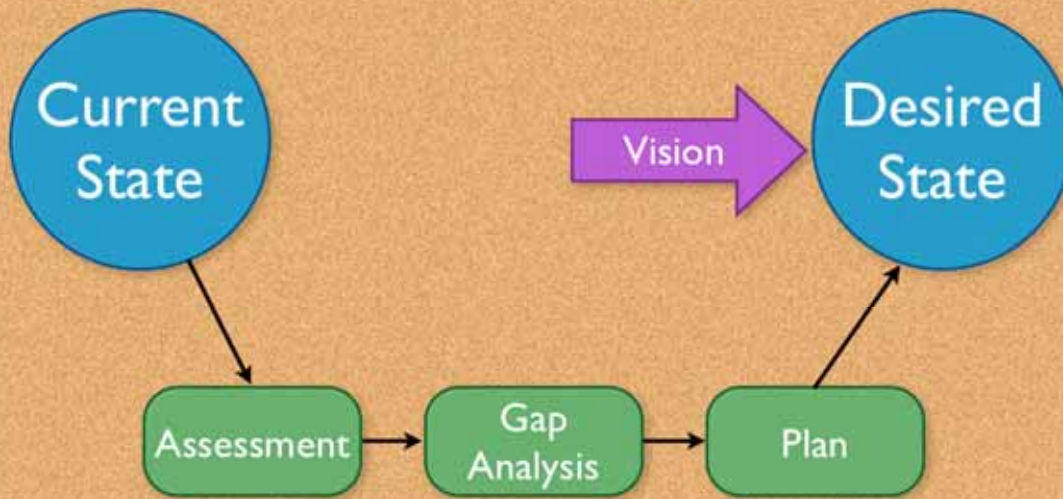 Current
State
Vision
Desired
State
Assessment
Gap
Analysis
Plan